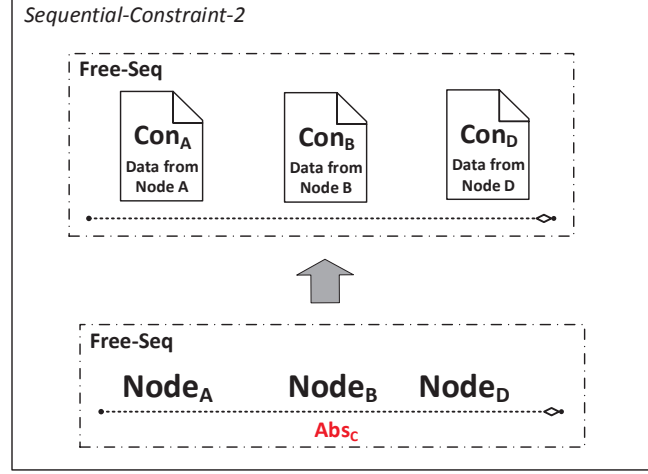 Sequential-Constraint-2
Free-Seq
Con_A Con_B Con_D
Data from Data from Data from
Node A Node B Node D
Free-Seq
Node_A Node_B Node_D
Abs_C